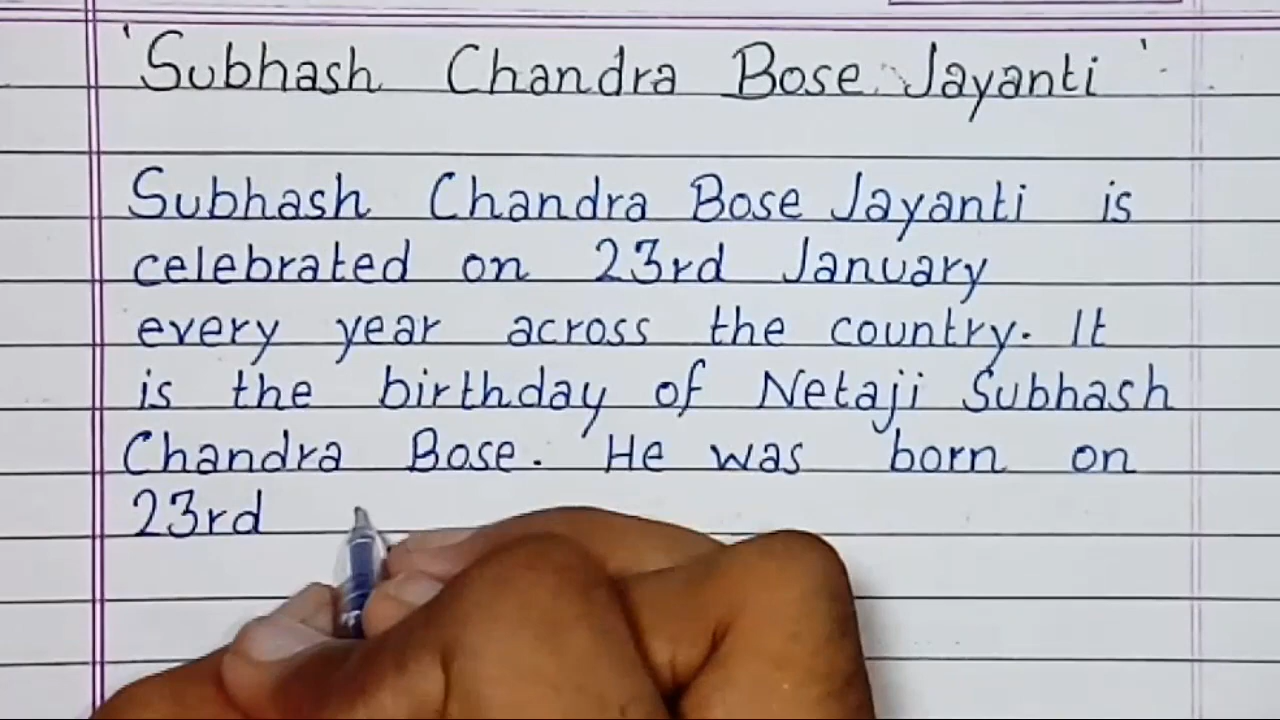 'Subhash Chandra Bose Jayanti'
Subhash Chandra Bose Jayanti is
celebrated on 23rd January
every year across the country. It
is the birthday of Netaji Subhash
Chandra Bose. He was born on
23rd